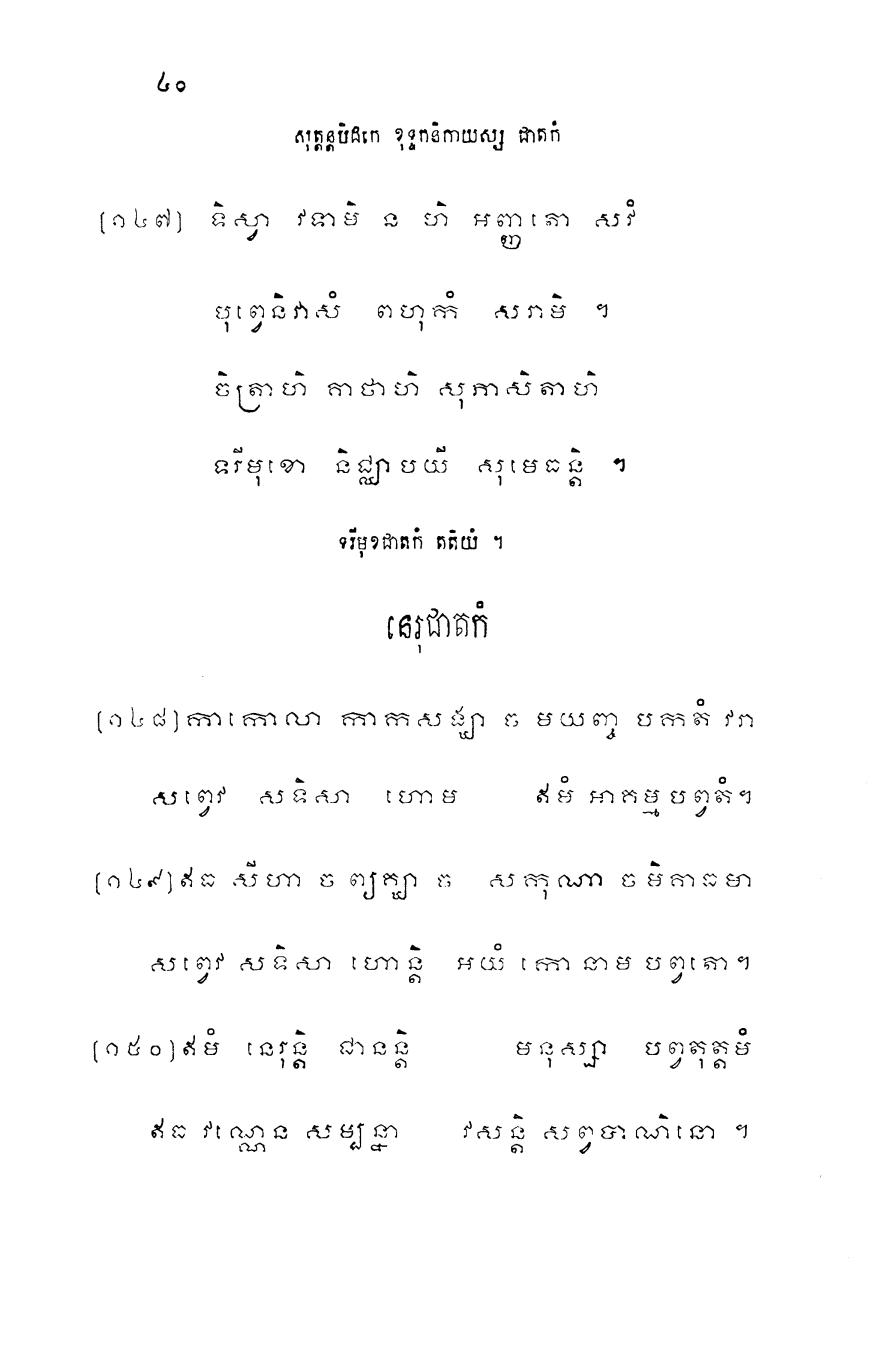 ៤០
សុត្តន្តបិដកេ ខុទ្ទកនិកាយស្ស ជាតកំ
[១៤៧] ទិស្វា វទាមិ ន ហិ អញ្ញតោ សវំ
បុព្វេនិវាសំ ពហុកំ សរាមិ ។
ចិត្រាហិ គាថាហិ សុភាសិតាហិ
ទរីមុខោ និជ្ឈាបយី សុមេធន្តិ ។
ទរីមុខជាតកំ តតិយំ ។
នេរុជាតកំ
[១៤៨] កាកោលា កាកសង្ឃា ច មយញ្ច បកតំ វរា
សព្វេវ សទិសា ហោម ឥមំ អាគម្ម បព្វតំ។
[១៤៩] ឥធ សីហា ច ព្យគ្ឃា ច សកុណា ច មិគាធមា
សព្វេវ សទិសា ហោន្តិ អយំ កោ នាម បព្វតោ។
[១៥០] ឥមំ នេរុន្តិ ជានន្តិ មនុស្សា បព្វតុត្តមំ
ឥធ វណ្ណេន សម្បន្នា វសន្តិ សព្វបាណិនោ ។